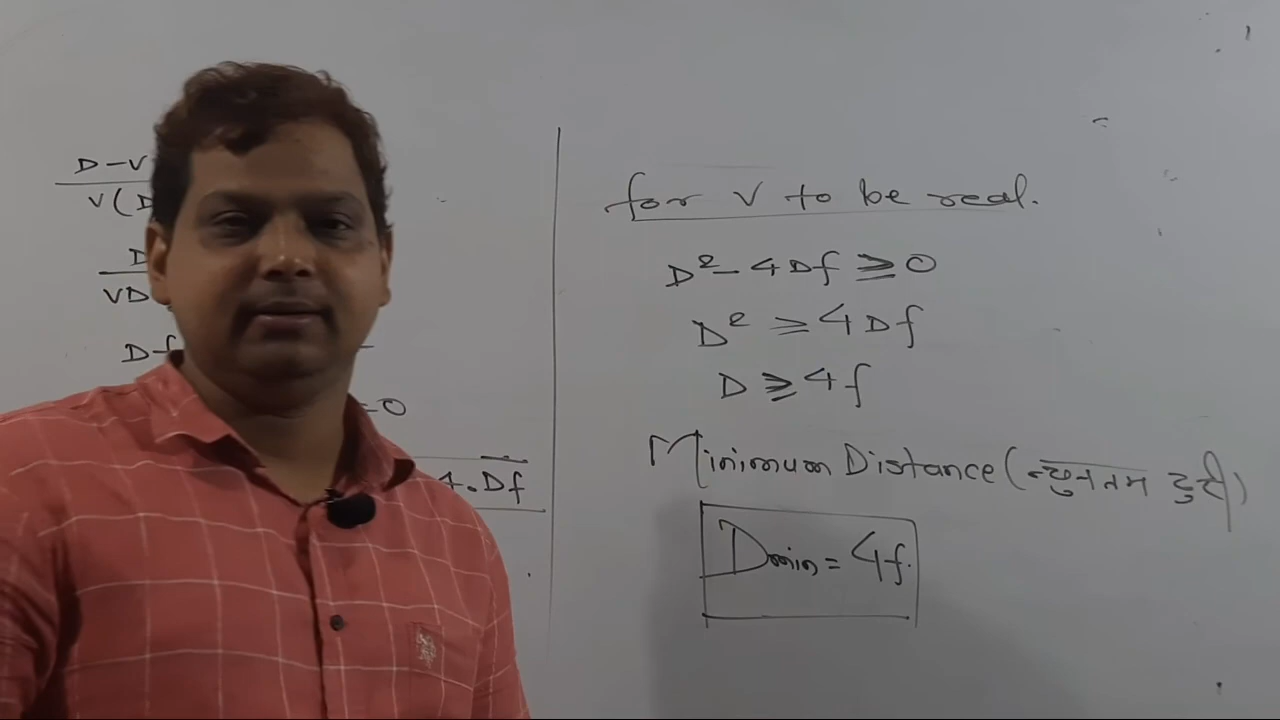 D-V
V(D
D
VD
Df
=0
4.Df
for V to be real.
D²- 4Df ≥ 0
D² ≥ 4Df
D ≥ 4f
Minimum Distance (न्युनतम दुरी)
Dmin = 4f.